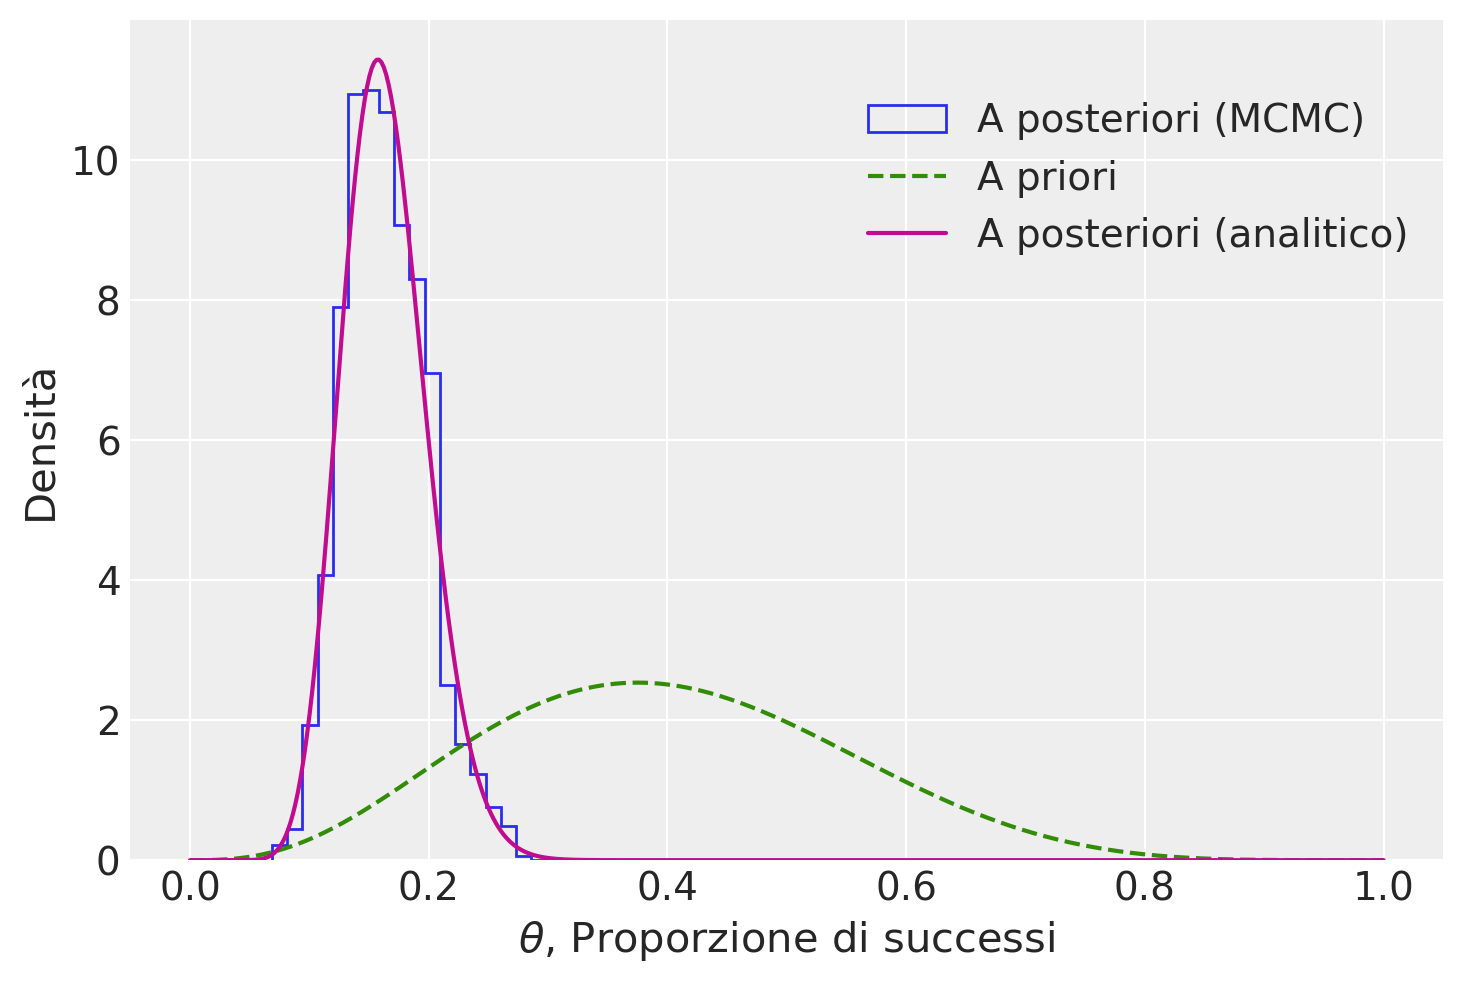 A posteriori (MCMC)
A priori
A posteriori (analitico)
Densità
10
8
6
4
2
0
0.0 0.2 0.4 0.6 0.8 1.0
θ, Proporzione di successi